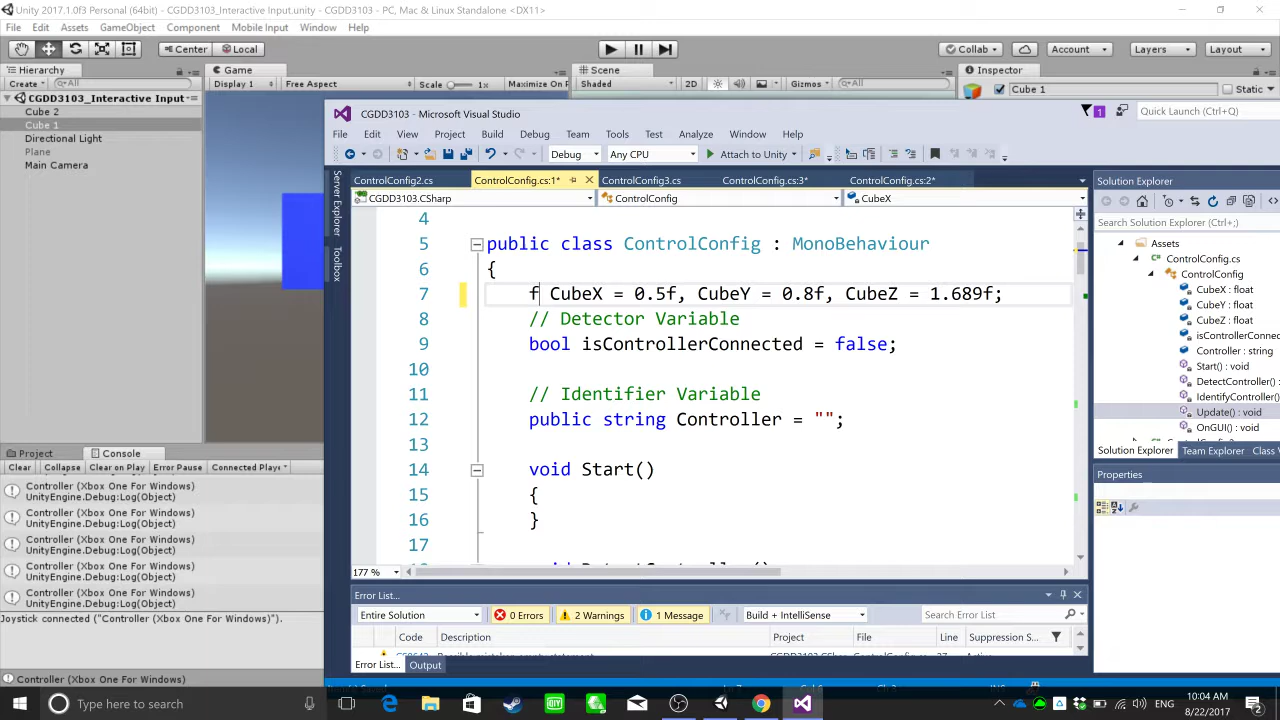 Unity 2017.1.0f3 Personal (64bit) - CGDD3103_Interactive Input.unity - CGDD3103 - PC, Mac & Linux Standalone <DX11>
File Edit Assets GameObject Component Mobile Input Window Help
Center Local Collab Account Layers Layout
Hierarchy Game Scene Inspector
Create All Display 1 Free Aspect Scale Maximize On Shaded 2D Gizmos All Cube 1 Static
CGDD3103_Interactive Input
Cube 2
Cube 1
Directional Light
Plane
Main Camera
CGDD3103 - Microsoft Visual Studio 1 Quick Launch (Ctrl+Q)
File Edit View Project Build Debug Team Tools Test Analyze Window Help
Debug Any CPU Attach to Unity
Server Explorer
Toolbox
ControlConfig2.cs ControlConfig.cs:1* ControlConfig3.cs ControlConfig.cs:3* ControlConfig.cs:2*
CGDD3103.CSharp ControlConfig CubeX
4
5 public class ControlConfig : MonoBehaviour
6 {
7 f CubeX = 0.5f, CubeY = 0.8f, CubeZ = 1.689f;
8 // Detector Variable
9 bool isControllerConnected = false;
10
11 // Identifier Variable
12 public string Controller = "";
13
14 void Start()
15 {
16 }
17
177 %
Solution Explorer
Search Solution Explorer
Assets
ControlConfig.cs
ControlConfig
CubeX : float
CubeY : float
CubeZ : float
isControllerConne
Controller : string
Start() : void
DetectController()
IdentifyController(
Update() : void
OnGUI() : void
Solution Explorer Team Explorer Class V
Properties
Error List...
Entire Solution 0 Errors 2 Warnings 1 Message Build + IntelliSense Search Error List
Code Description Project File Line Suppression S...
Error List... Output
Project Console
Clear Collapse Clear on Play Error Pause Connected Playe
Controller (Xbox One For Windows)
UnityEngine.Debug:Log(Object)
Controller (Xbox One For Windows)
UnityEngine.Debug:Log(Object)
Controller (Xbox One For Windows)
UnityEngine.Debug:Log(Object)
Controller (Xbox One For Windows)
UnityEngine.Debug:Log(Object)
Controller (Xbox One For Windows)
UnityEngine.Debug:Log(Object)
Joystick connected ("Controller (Xbox One For Windows)").
Controller (Xbox One For Windows)
Type here to search ENG 10:04 AM
8/22/2017 2